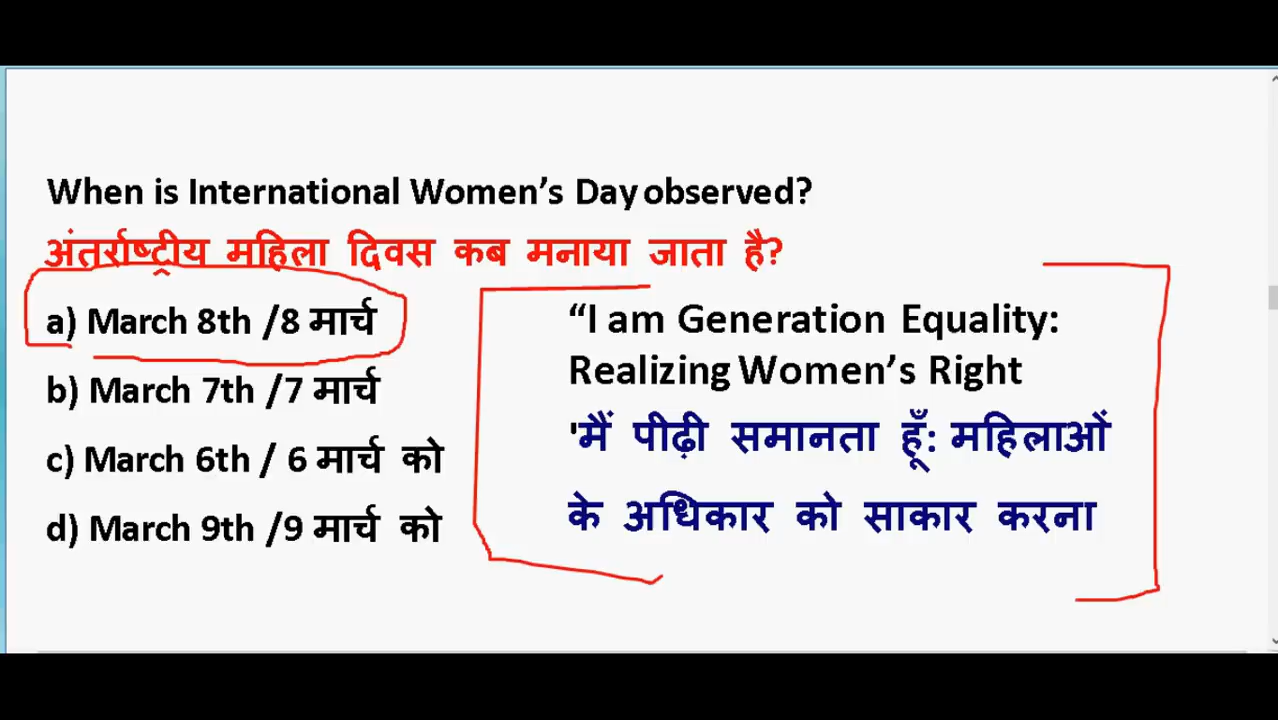 When is International Women’s Day observed?
अंतर्राष्ट्रीय महिला दिवस कब मनाया जाता है?
a) March 8th /8 मार्च
b) March 7th /7 मार्च
c) March 6th / 6 मार्च को
d) March 9th /9 मार्च को
“I am Generation Equality:
Realizing Women’s Right
'मैं पीढ़ी समानता हूँ: महिलाओं
के अधिकार को साकार करना